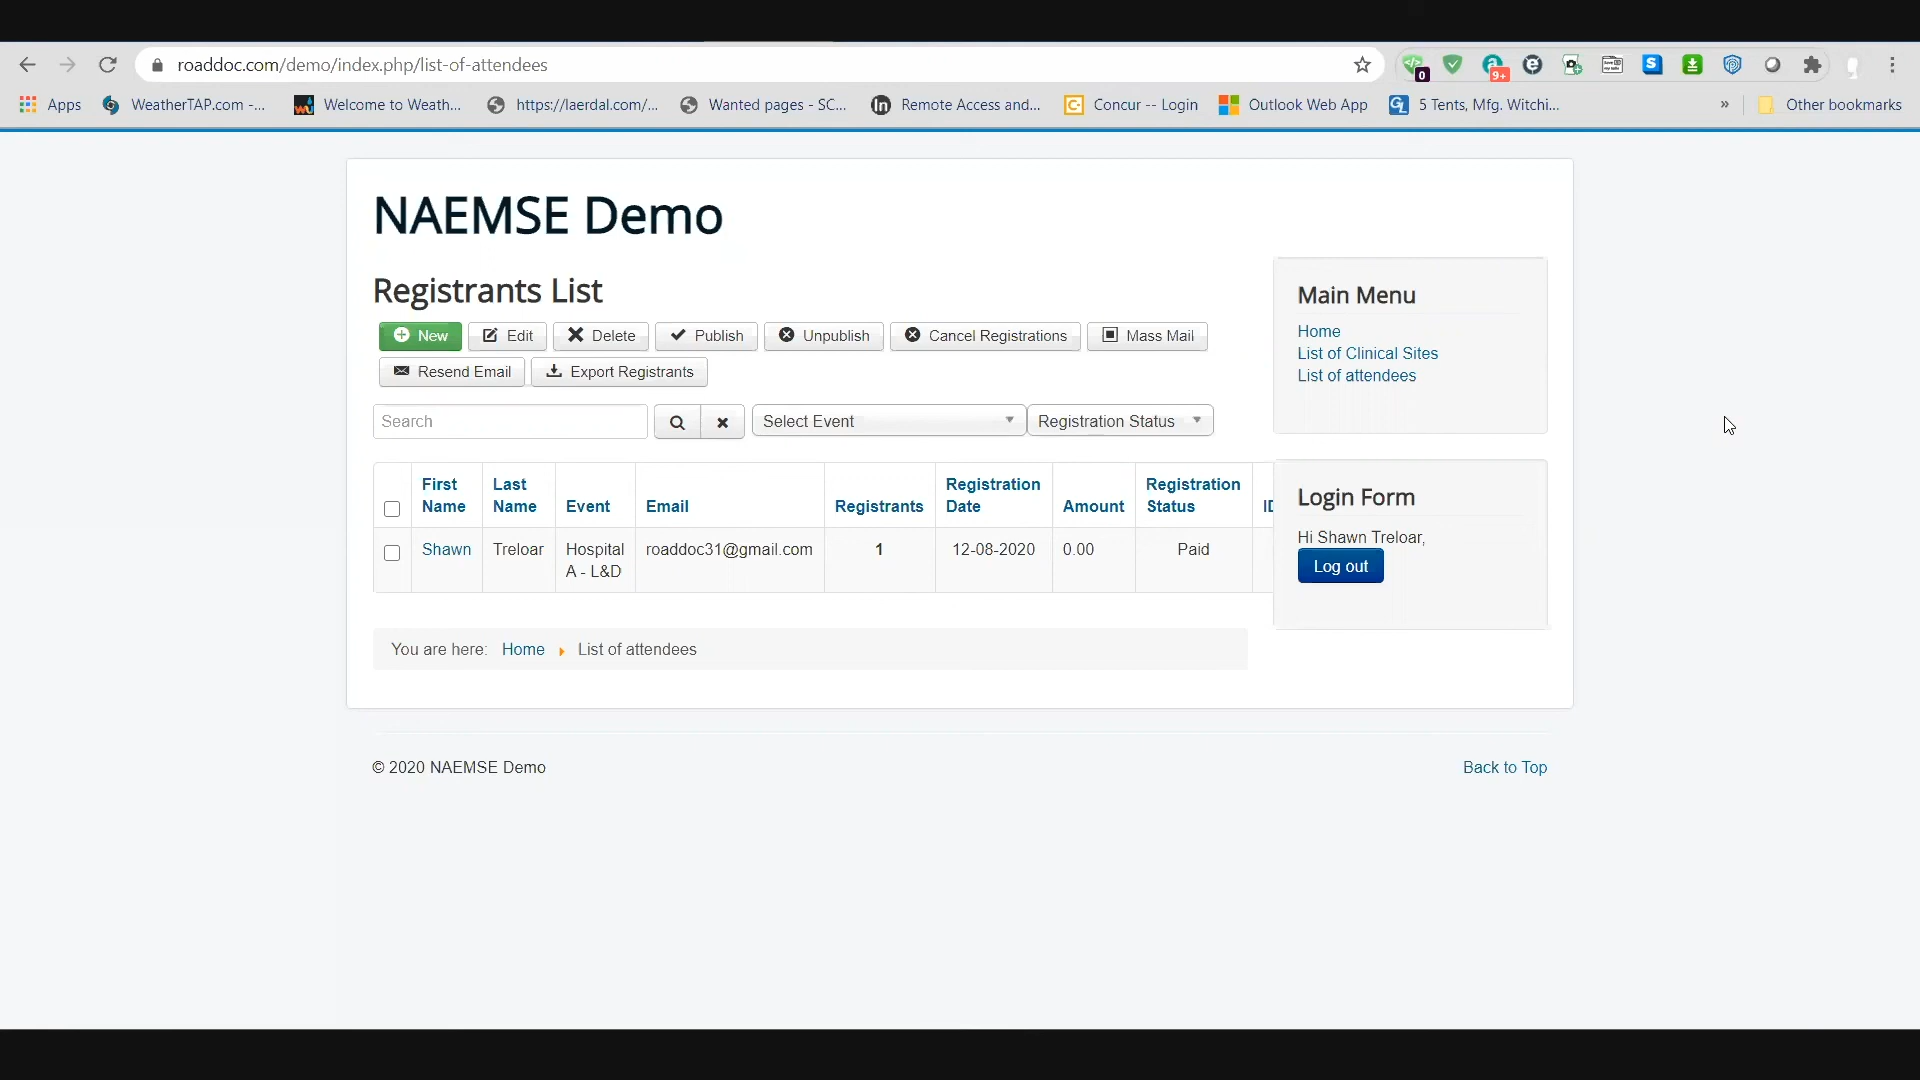 roaddoc.com/demo/index.php/list-of-attendees
0
9+
Apps
WeatherTAP.com -...
Welcome to Weath...
https://laerdal.com/...
Wanted pages - SC...
Remote Access and...
Concur -- Login
Outlook Web App
5 Tents, Mfg. Witchi...
»
Other bookmarks
NAEMSE Demo
Registrants List
New
Edit
Delete
Publish
Unpublish
Cancel Registrations
Mass Mail
Resend Email
Export Registrants
Search
Select Event
Registration Status
First Name
Last Name
Event
Email
Registrants
Registration Date
Amount
Registration Status
ID
Shawn
Treloar
Hospital A - L&D
roaddoc31@gmail.com
1
12-08-2020
0.00
Paid
You are here: Home List of attendees
Main Menu
Home
List of Clinical Sites
List of attendees
Login Form
Hi Shawn Treloar,
Log out
© 2020 NAEMSE Demo
Back to Top